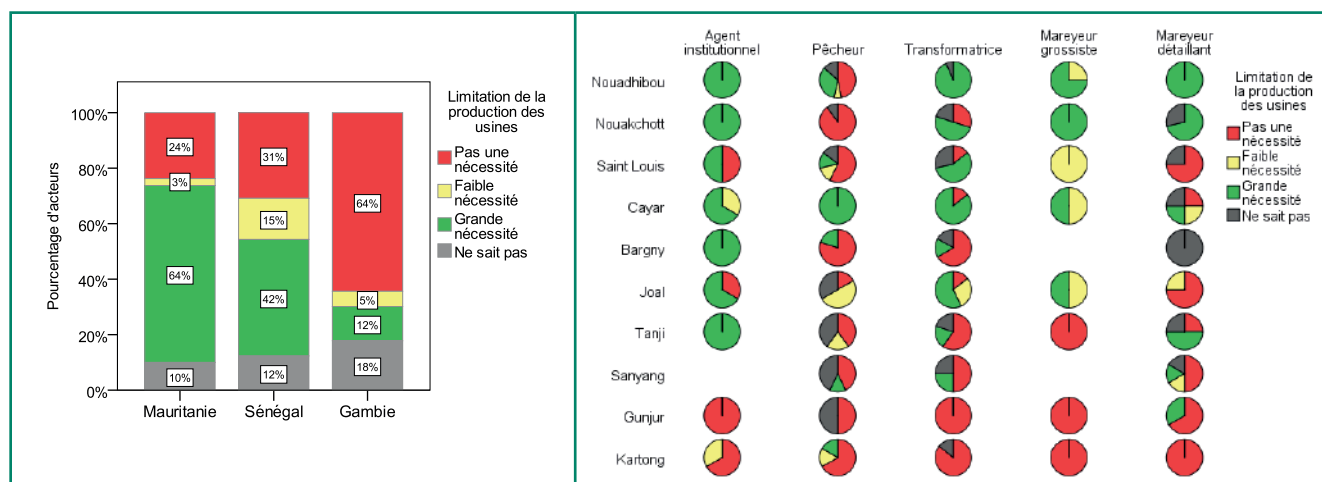 Pourcentage d'acteurs
100%
80%
60%
40%
20%
0%
24%
3%
64%
10%
31%
15%
42%
12%
64%
5%
12%
18%
Mauritanie
Sénégal
Gambie
Limitation de la
production des
usines
Pas une
nécessité
Faible
nécessité
Grande
nécessité
Ne sait pas
Agent
institutionnel
Pêcheur
Transformatrice
Mareyeur
grossiste
Mareyeur
détaillant
Nouadhibou
Nouakchott
Saint Louis
Cayar
Bargny
Joal
Tanji
Sanyang
Gunjur
Kartong
Limitation de la
production
des usines
Pas une
nécessité
Faible
nécessité
Grande
nécessité
Ne sait pas